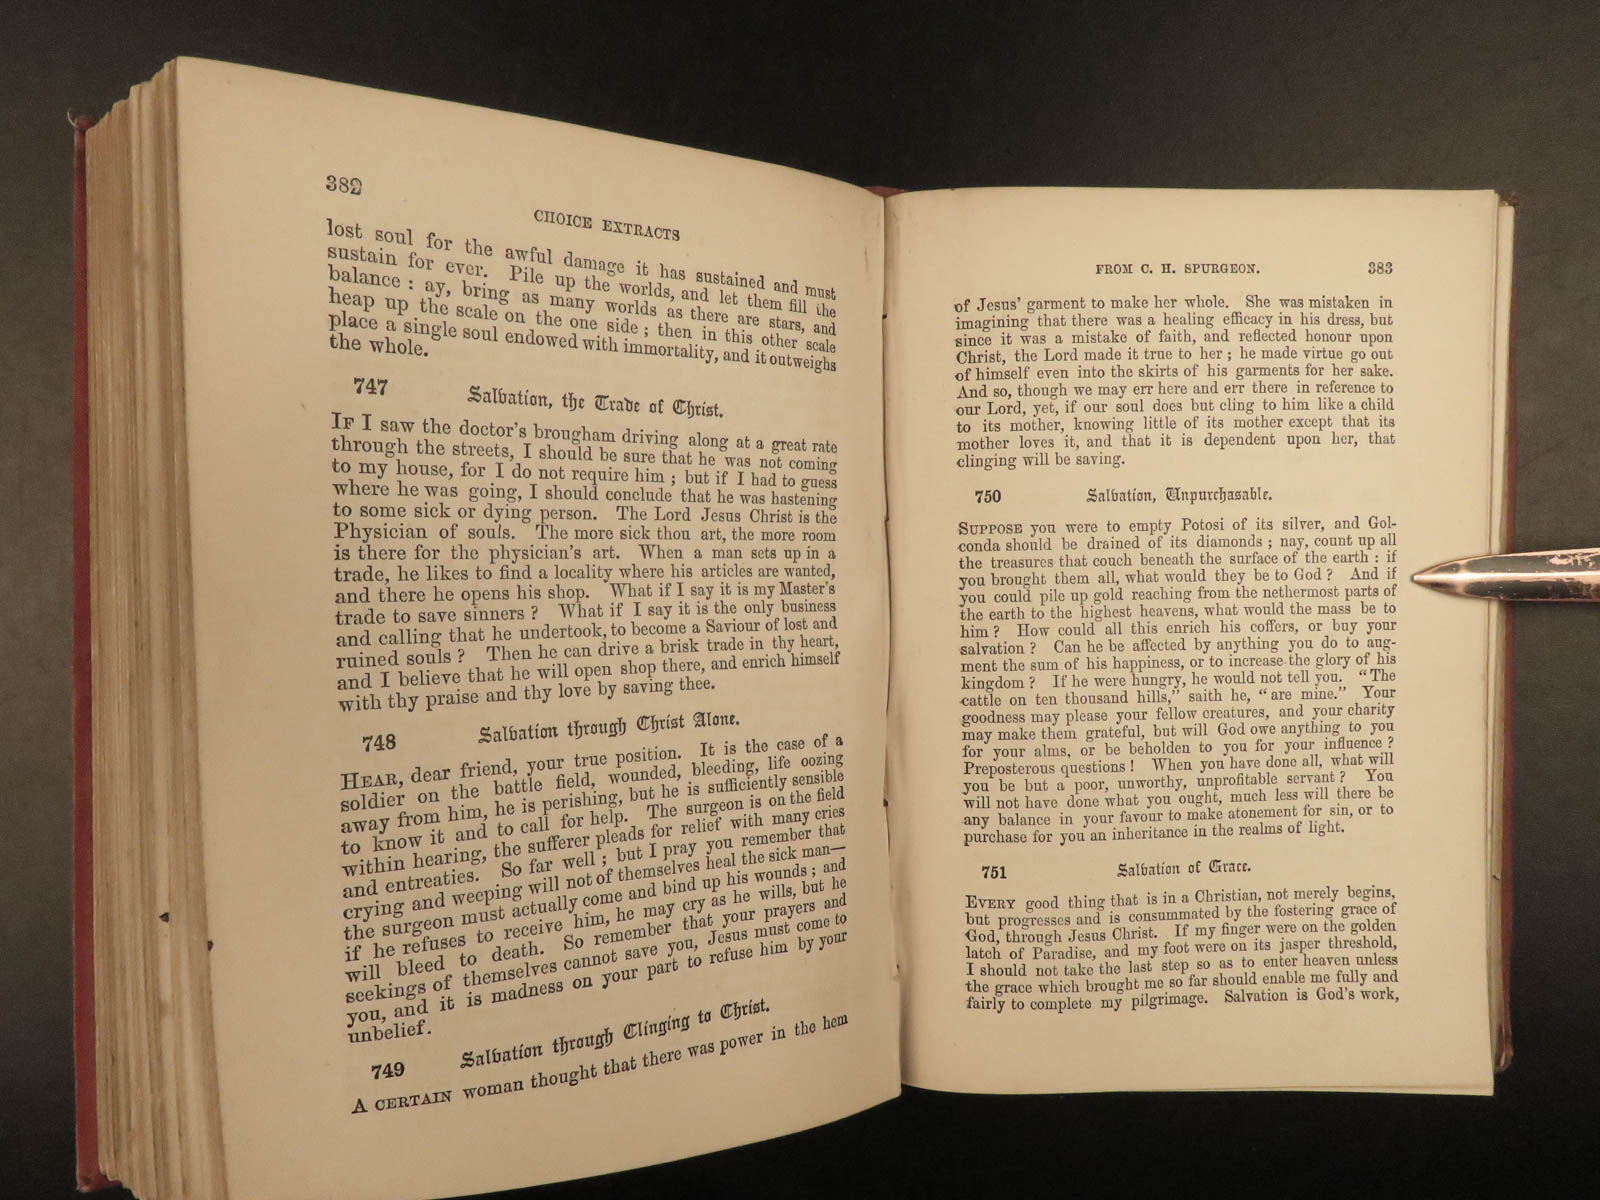 382
CHOICE EXTRACTS
lost soul for the awful damage it has sustained and must
sustain for ever. Pile up the worlds, and let them fill the
balance : ay, bring as many worlds as there are stars, and
heap up the scale on the one side ; then in this other scale
place a single soul endowed with immortality, and it outweighs
the whole.
747 Salvation, the Trade of Christ.
IF I saw the doctor's brougham driving along at a great rate
through the streets, I should be sure that he was not coming
to my house, for I do not require him ; but if I had to guess
where he was going, I should conclude that he was hastening
to some sick or dying person. The Lord Jesus Christ is the
Physician of souls. The more sick thou art, the more room
is there for the physician's art. When a man sets up in a
trade, he likes to find a locality where his articles are wanted,
and there he opens his shop. What if I say it is my Master's
trade to save sinners ? What if I say it is the only business
and calling that he undertook, to become a Saviour of lost and
ruined souls ? Then he can drive a brisk trade in thy heart,
and I believe that he will open shop there, and enrich himself
with thy praise and thy love by saving thee.
748 Salvation through Christ Alone.
HEAR, dear friend, your true position. It is the case of a
soldier on the battle field, wounded, bleeding, life oozing
away from him, he is perishing, but he is sufficiently sensible
to know it and to call for help. The surgeon is on the field
within hearing, the sufferer pleads for relief with many cries
and entreaties. So far well ; but I pray you remember that
crying and weeping will not of themselves heal the sick man—
the surgeon must actually come and bind up his wounds ; and
if he refuses to receive him, he may cry as he wills, but he
will bleed to death. So remember that your prayers and
seekings of themselves cannot save you, Jesus must come to
you, and it is madness on your part to refuse him by your
unbelief.
749 Salvation through Clinging to Christ.
A CERTAIN woman thought that there was power in the hem
FROM C. H. SPURGEON. 383
of Jesus' garment to make her whole. She was mistaken in
imagining that there was a healing efficacy in his dress, but
since it was a mistake of faith, and reflected honour upon
Christ, the Lord made it true to her ; he made virtue go out
of himself even into the skirts of his garments for her sake.
And so, though we may err here and err there in reference to
our Lord, yet, if our soul does but cling to him like a child
to its mother, knowing little of its mother except that its
mother loves it, and that it is dependent upon her, that
clinging will be saving.
750 Salvation, Unpurchasable.
SUPPOSE you were to empty Potosi of its silver, and Gol-
conda should be drained of its diamonds ; nay, count up all
the treasures that couch beneath the surface of the earth : if
you brought them all, what would they be to God ? And if
you could pile up gold reaching from the nethermost parts of
the earth to the highest heavens, what would the mass be to
him ? How could all this enrich his coffers, or buy your
salvation ? Can he be affected by anything you do to aug-
ment the sum of his happiness, or to increase the glory of his
kingdom ? If he were hungry, he would not tell you. "The
cattle on ten thousand hills," saith he, "are mine." Your
goodness may please your fellow creatures, and your charity
may make them grateful, but will God owe anything to you
for your alms, or be beholden to you for your influence ?
Preposterous questions ! When you have done all, what will
you be but a poor, unworthy, unprofitable servant ? You
will not have done what you ought, much less will there be
any balance in your favour to make atonement for sin, or to
purchase for you an inheritance in the realms of light.
751 Salvation of Grace.
EVERY good thing that is in a Christian, not merely begins,
but progresses and is consummated by the fostering grace of
God, through Jesus Christ. If my finger were on the golden
latch of Paradise, and my foot were on its jasper threshold,
I should not take the last step so as to enter heaven unless
the grace which brought me so far should enable me fully and
fairly to complete my pilgrimage. Salvation is God's work,